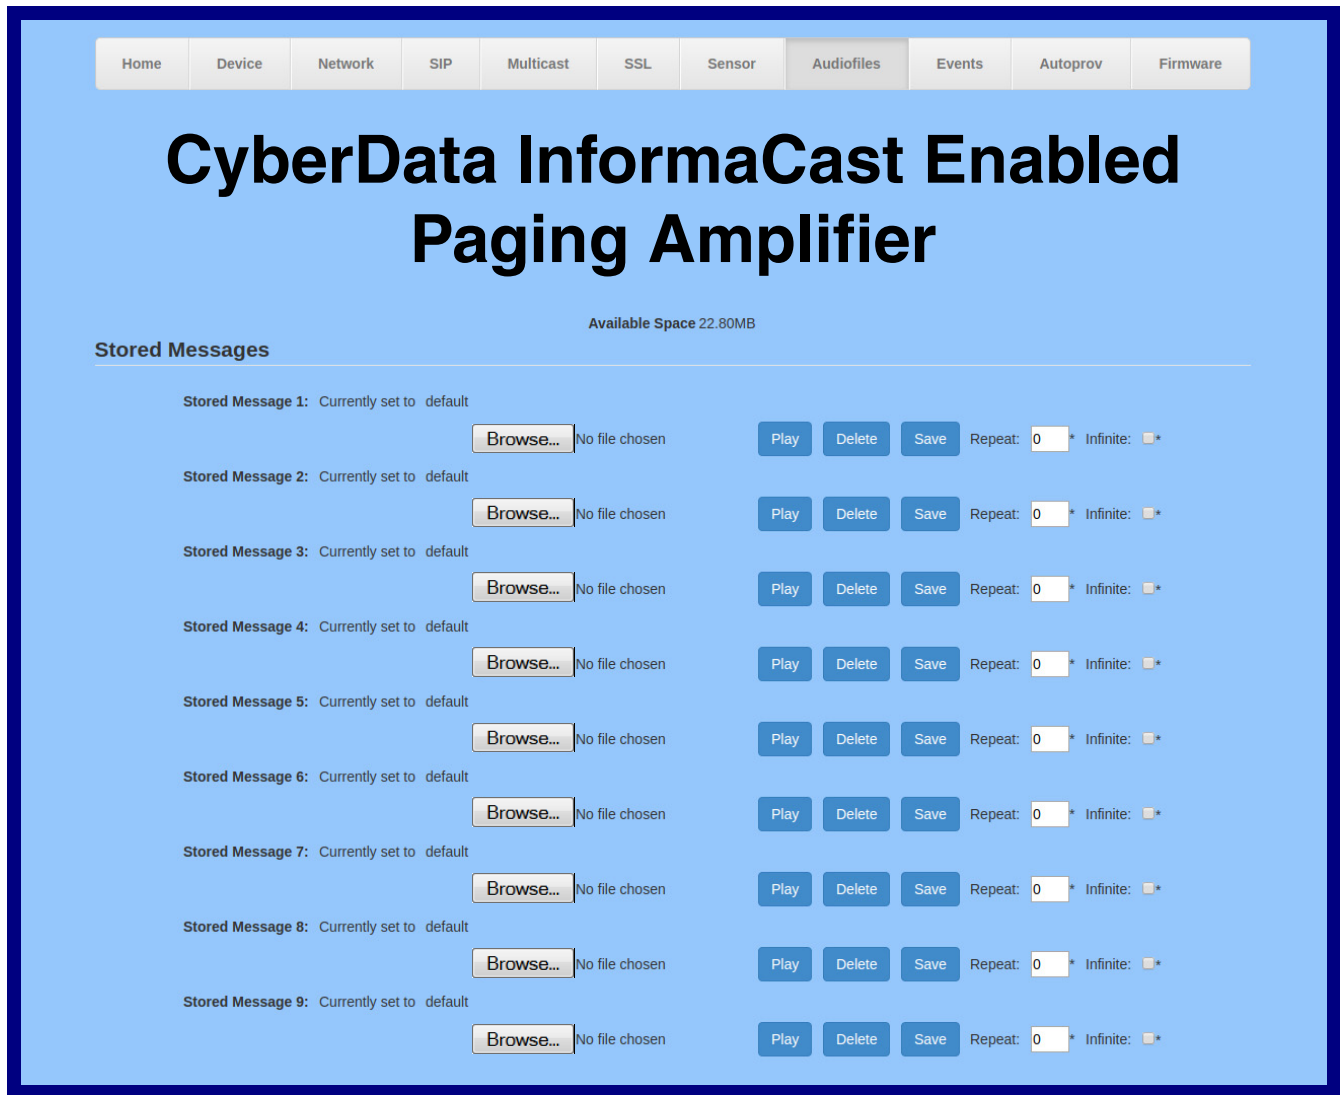 Home Device Network SIP Multicast SSL Sensor Audiofiles Events Autoprov Firmware
CyberData InformaCast Enabled
Paging Amplifier
Available Space 22.80MB
Stored Messages
Stored Message 1: Currently set to default
Browse... No file chosen Play Delete Save Repeat: 0 * Infinite: *
Stored Message 2: Currently set to default
Browse... No file chosen Play Delete Save Repeat: 0 * Infinite: *
Stored Message 3: Currently set to default
Browse... No file chosen Play Delete Save Repeat: 0 * Infinite: *
Stored Message 4: Currently set to default
Browse... No file chosen Play Delete Save Repeat: 0 * Infinite: *
Stored Message 5: Currently set to default
Browse... No file chosen Play Delete Save Repeat: 0 * Infinite: *
Stored Message 6: Currently set to default
Browse... No file chosen Play Delete Save Repeat: 0 * Infinite: *
Stored Message 7: Currently set to default
Browse... No file chosen Play Delete Save Repeat: 0 * Infinite: *
Stored Message 8: Currently set to default
Browse... No file chosen Play Delete Save Repeat: 0 * Infinite: *
Stored Message 9: Currently set to default
Browse... No file chosen Play Delete Save Repeat: 0 * Infinite: *